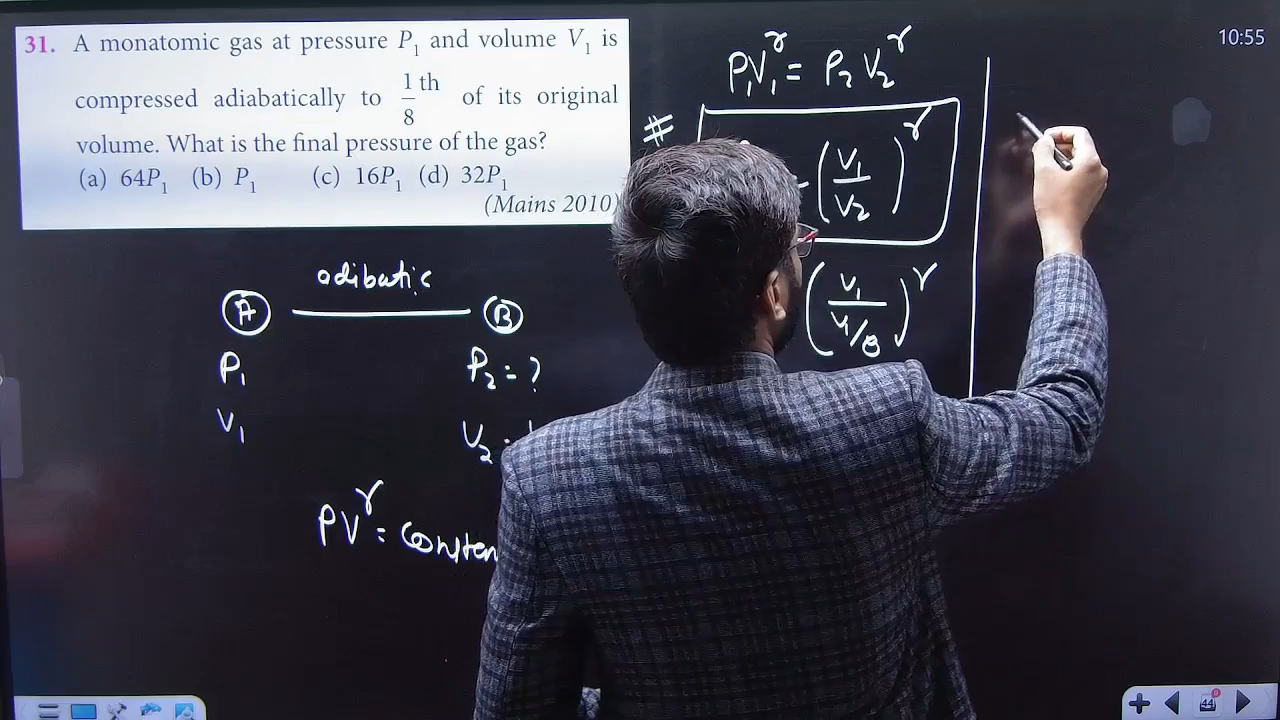 31. A monatomic gas at pressure P₁ and volume V₁ is
compressed adiabatically to 1/8 th of its original
volume. What is the final pressure of the gas?
(a) 64P₁ (b) P₁ (c) 16P₁ (d) 32P₁
(Mains 2010)
10:55
P₁V₁^γ = P₂V₂^γ
#
(V₁/V₂)^γ
(V₁/V₁/8)^γ
adibatic
A B
P₁ P₂ = ?
V₁ V₂
PV^γ =
44